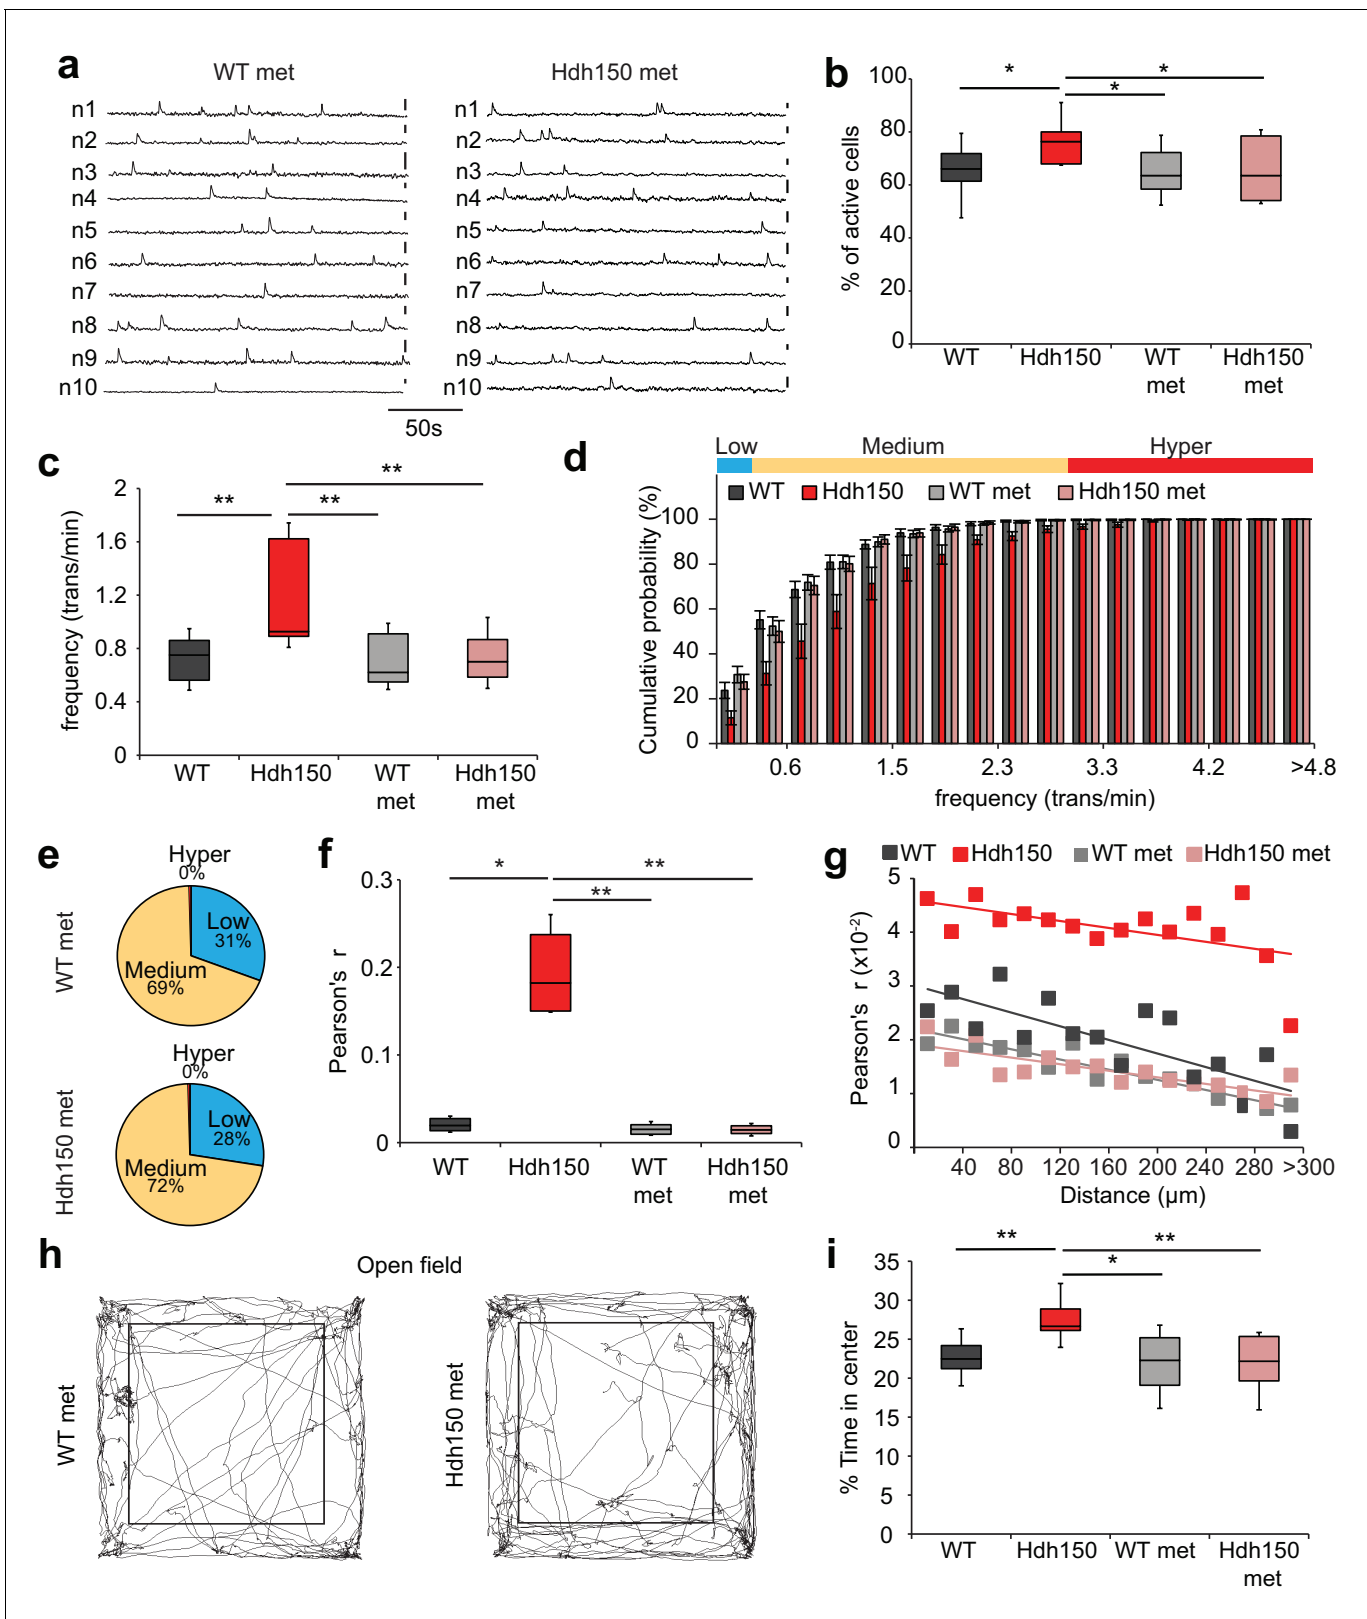 a
WT met
Hdh150 met
n1
n2
n3
n4
n5
n6
n7
n8
n9
n10
n1
n2
n3
n4
n5
n6
n7
n8
n9
n10
50s
b
% of active cells
100
80
60
40
20
0
* * *
WT Hdh150 WT met Hdh150 met
c
frequency (trans/min)
2
1.6
1.2
0.8
0.4
0
** ** **
WT Hdh150 WT met Hdh150 met
d
Low Medium Hyper
WT Hdh150 WT met Hdh150 met
Cumulative probability (%)
100
80
60
40
20
0
0.6 1.5 2.3 3.3 4.2 >4.8
frequency (trans/min)
e
WT met
Hyper
0%
Low
31%
Medium
69%
Hdh150 met
Hyper
0%
Low
28%
Medium
72%
f
Pearson's r
0.3
0.2
0.1
0
* ** **
WT Hdh150 WT met Hdh150 met
g
WT Hdh150 WT met Hdh150 met
Pearson's r (x10-2)
5
4
3
2
1
0
40 80 120 160 200 240 280 >300
Distance (µm)
h
Open field
WT met
Hdh150 met
i
% Time in center
35
30
25
20
15
10
5
0
** * **
WT Hdh150 WT met Hdh150 met